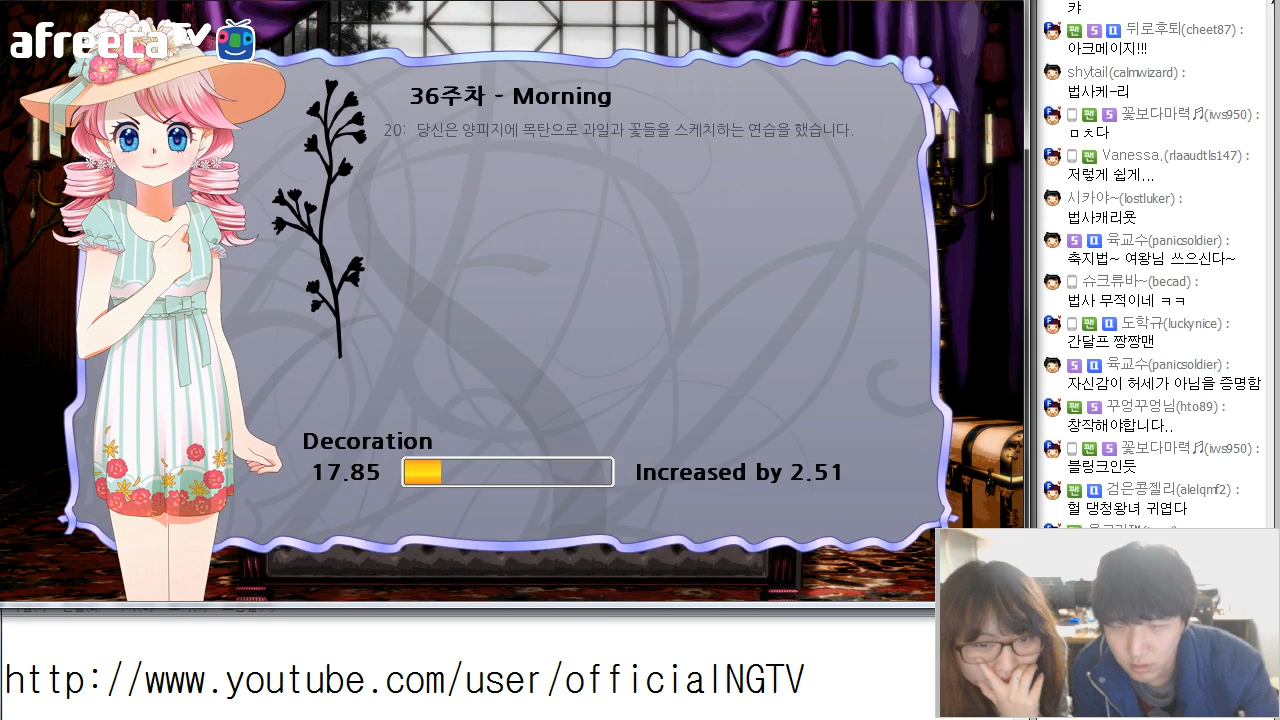 afreecaTV
36주차 - Morning
20. 당신은 양피지에 목탄으로 과일과 꽃들을 스케치하는 연습을 했습니다.
Decoration
17.85
Increased by 2.51
http://www.youtube.com/user/officialNGTV
캬
팬 S 뒤로후퇴(cheet87) :
아크메이지!!!
shytail(calmwizard) :
법사케-리
팬 S 꽃보다마력♬(iws950) :
ㅁㅊ다
팬 Vanessa.(rlaaudtls147) :
저렇게 쉽게...
시카야~(lostluker) :
법사캐리욧
S 육교수(panicsoldier) :
축지법~ 여왕님 쓰으신다~
슈크류바~(becad) :
법사 무적이네 ㅋㅋ
팬 도학규(luckynice) :
간달프 짱짱맨
S 육교수(panicsoldier) :
자신감이 허세가 아님을 증명함
팬 S 꾸엉꾸엉님(hto89) :
창작해야합니다..
팬 S 꽃보다마력♬(iws950) :
블링크인듯
팬 검은콩젤리(alelqmf2) :
헐 댕청왕녀 귀엽다